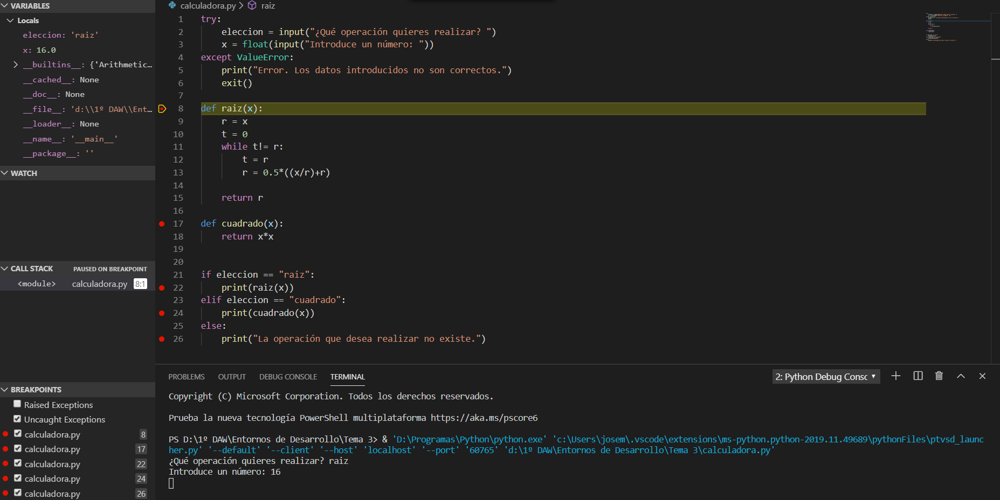 VARIABLES
Locals
eleccion: 'raiz'
x: 16.0
__builtins__: {'Arithmetic...
__cached__: None
__doc__: None
__file__: 'd:\\1º DAW\\Ent...
__loader__: None
__name__: '__main__'
__package__: ''
WATCH
CALL STACK PAUSED ON BREAKPOINT
<module> calculadora.py 8:1
BREAKPOINTS
Raised Exceptions
Uncaught Exceptions
calculadora.py 8
calculadora.py 17
calculadora.py 22
calculadora.py 24
calculadora.py 26
calculadora.py > raiz
1 try:
2     eleccion = input("¿Qué operación quieres realizar? ")
3     x = float(input("Introduce un número: "))
4 except ValueError:
5     print("Error. Los datos introducidos no son correctos.")
6     exit()
7
8 def raiz(x):
9     r = x
10     t = 0
11     while t!= r:
12         t = r
13         r = 0.5*((x/r)+r)
14
15     return r
16
17 def cuadrado(x):
18     return x*x
19
20
21 if eleccion == "raiz":
22     print(raiz(x))
23 elif eleccion == "cuadrado":
24     print(cuadrado(x))
25 else:
26     print("La operación que desea realizar no existe.")
PROBLEMS OUTPUT DEBUG CONSOLE TERMINAL 2: Python Debug Consc
Copyright (C) Microsoft Corporation. Todos los derechos reservados.
Prueba la nueva tecnología PowerShell multiplataforma https://aka.ms/pscore6
PS D:\1º DAW\Entornos de Desarrollo\Tema 3> & 'D:\Programas\Python\python.exe' 'c:\Users\josem\.vscode\extensions\ms-python.python-2019.11.49689\pythonFiles\ptvsd_launc
her.py' '--default' '--client' '--host' 'localhost' '--port' '60765' 'd:\1º DAW\Entornos de Desarrollo\Tema 3\calculadora.py'
¿Qué operación quieres realizar? raiz
Introduce un número: 16